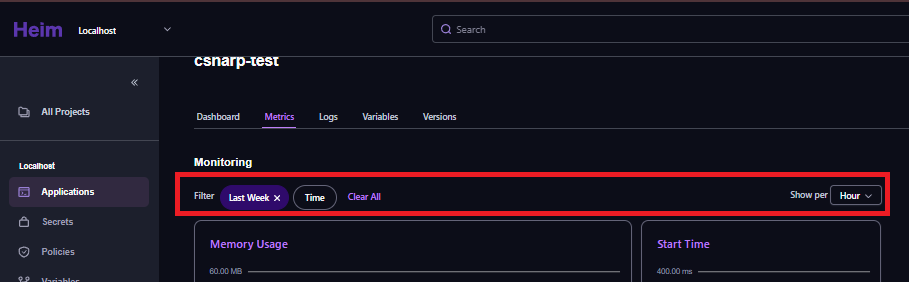 Heim
Localhost
Search
csharp-test
All Projects
Dashboard Metrics Logs Variables Versions
Localhost
Monitoring
Applications
Filter Last Week × Time Clear All Show per Hour
Secrets
Policies
Memory Usage Start Time
60.00 MB 400.00 ms
Variables